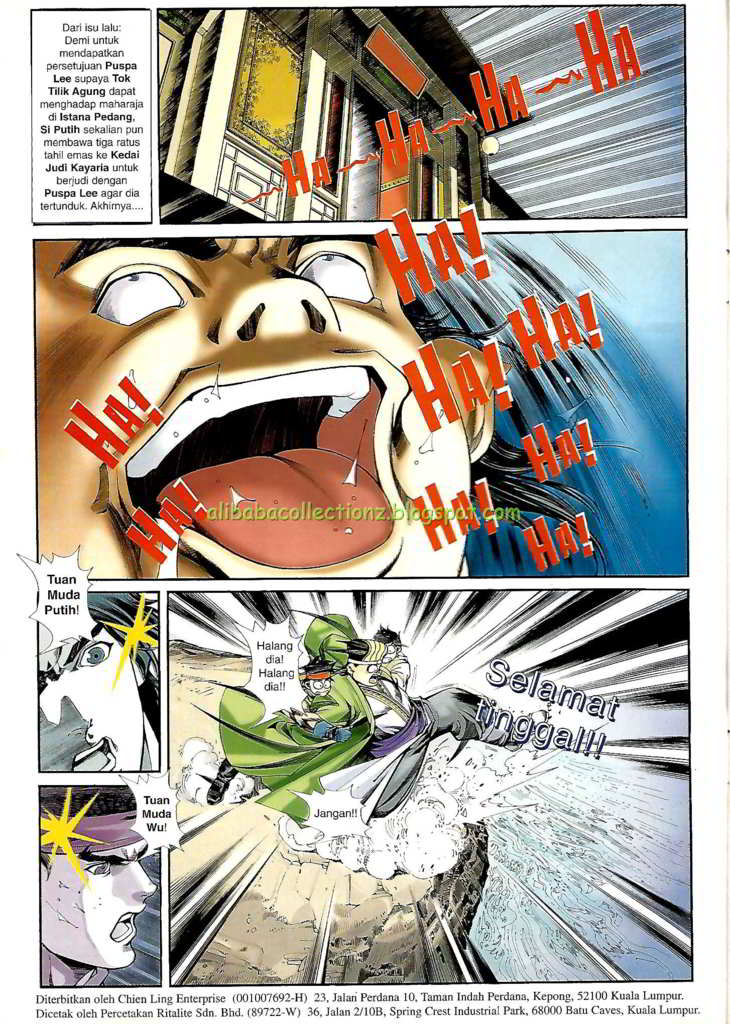 Dari isu lalu:
Demi untuk
mendapatkan
persetujuan Puspa
Lee supaya Tok
Tilik Agung dapat
menghadap maharaja
di Istana Pedang,
Si Putih sekalian pun
membawa tiga ratus
tahil emas ke Kedai
Judi Kayaria untuk
berjudi dengan
Puspa Lee agar dia
tertunduk. Akhirnya....
HA HA HA HA
HA!
HA!
HA!
HA!
HA!
HA!
HA!
HA!
alibabacollectionz.blogspot.com
Tuan
Muda
Putih!
Halang
dia!
Halang
dia!!
Selamat
tinggal!!!
Jangan!!
Tuan
Muda
Wu!
Diterbitkan oleh Chien Ling Enterprise (001007692-H) 23, Jalan Perdana 10, Taman Indah Perdana, Kepong, 52100 Kuala Lumpur.
Dicetak oleh Percetakan Ritalite Sdn. Bhd. (89722-W) 36, Jalan 2/10B, Spring Crest Industrial Park, 68000 Batu Caves, Kuala Lumpur.